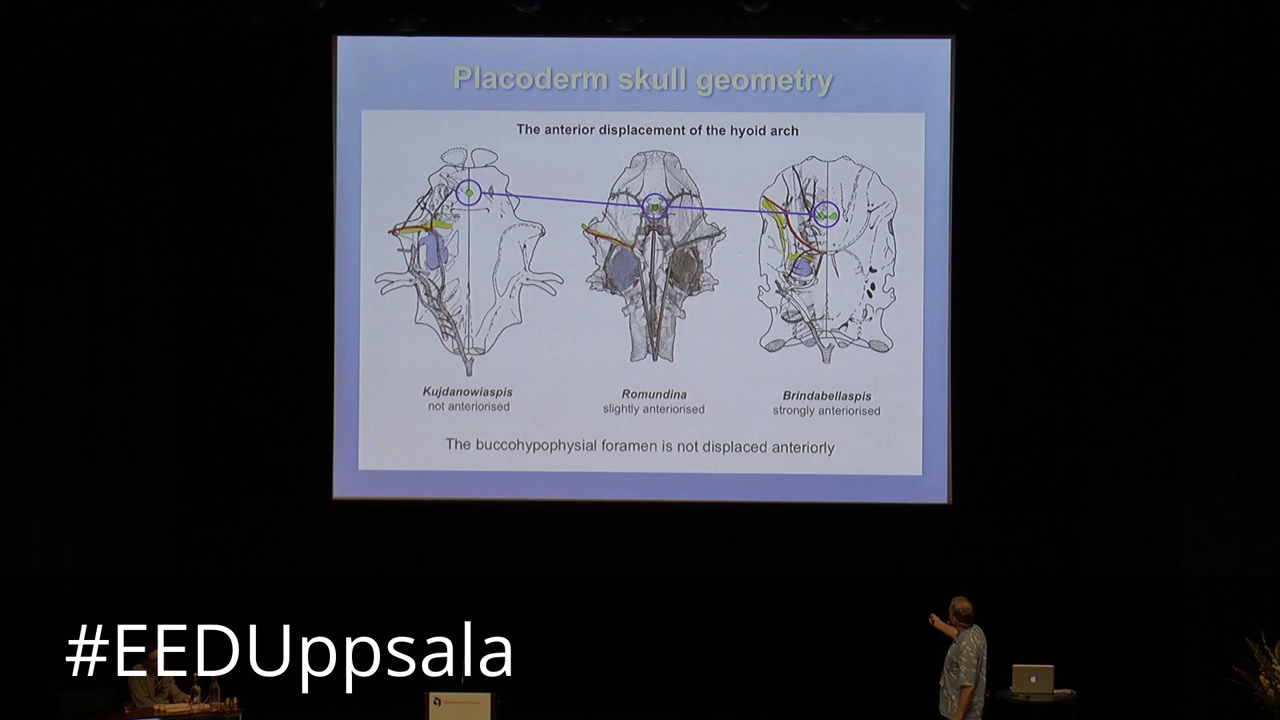 Placoderm skull geometry
The anterior displacement of the hyoid arch
Kujdanowiaspis
not anteriorised
Romundina
slightly anteriorised
Brindabellaspis
strongly anteriorised
The buccohypophysial foramen is not displaced anteriorly
#EEDUppsala